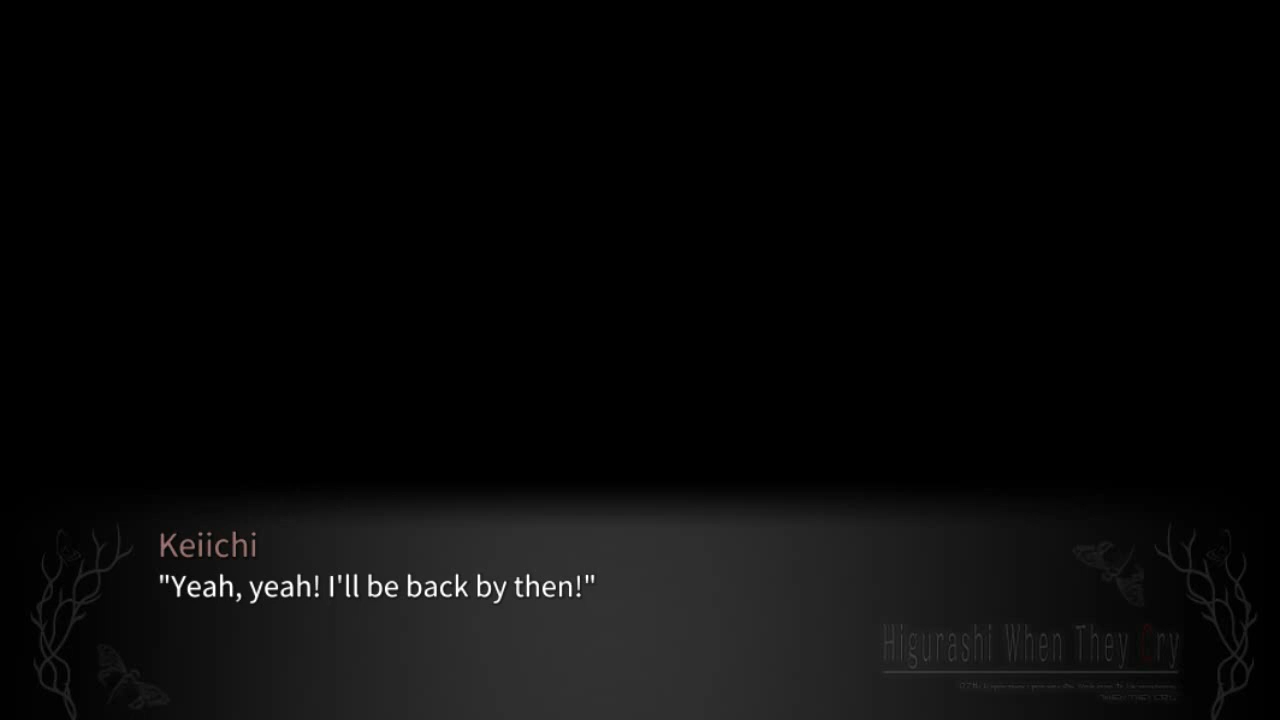 Keiichi
"Yeah, yeah! I'll be back by then!"
Higurashi When They Cry